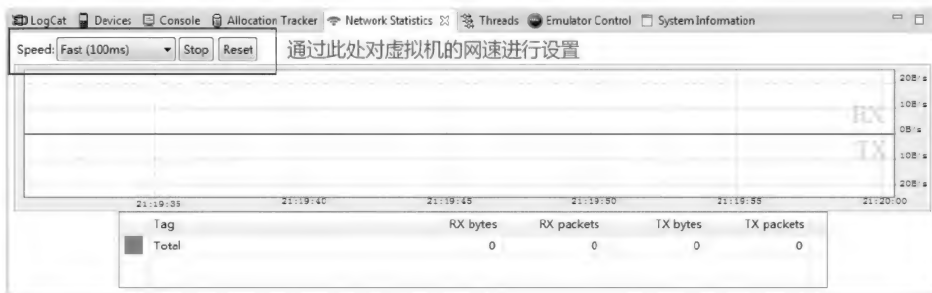 LogCat Devices Console Allocation Tracker Network Statistics Threads Emulator Control System Information
Speed: Fast (100ms) Stop Reset 通过此处对虚拟机的网速进行设置
20B/s
10B/s
RX
0B/s
TX
10B/s
20B/s
21:19:35 21:19:40 21:19:45 21:19:50 21:19:55 21:20:00
Tag RX bytes RX packets TX bytes TX packets
Total 0 0 0 0